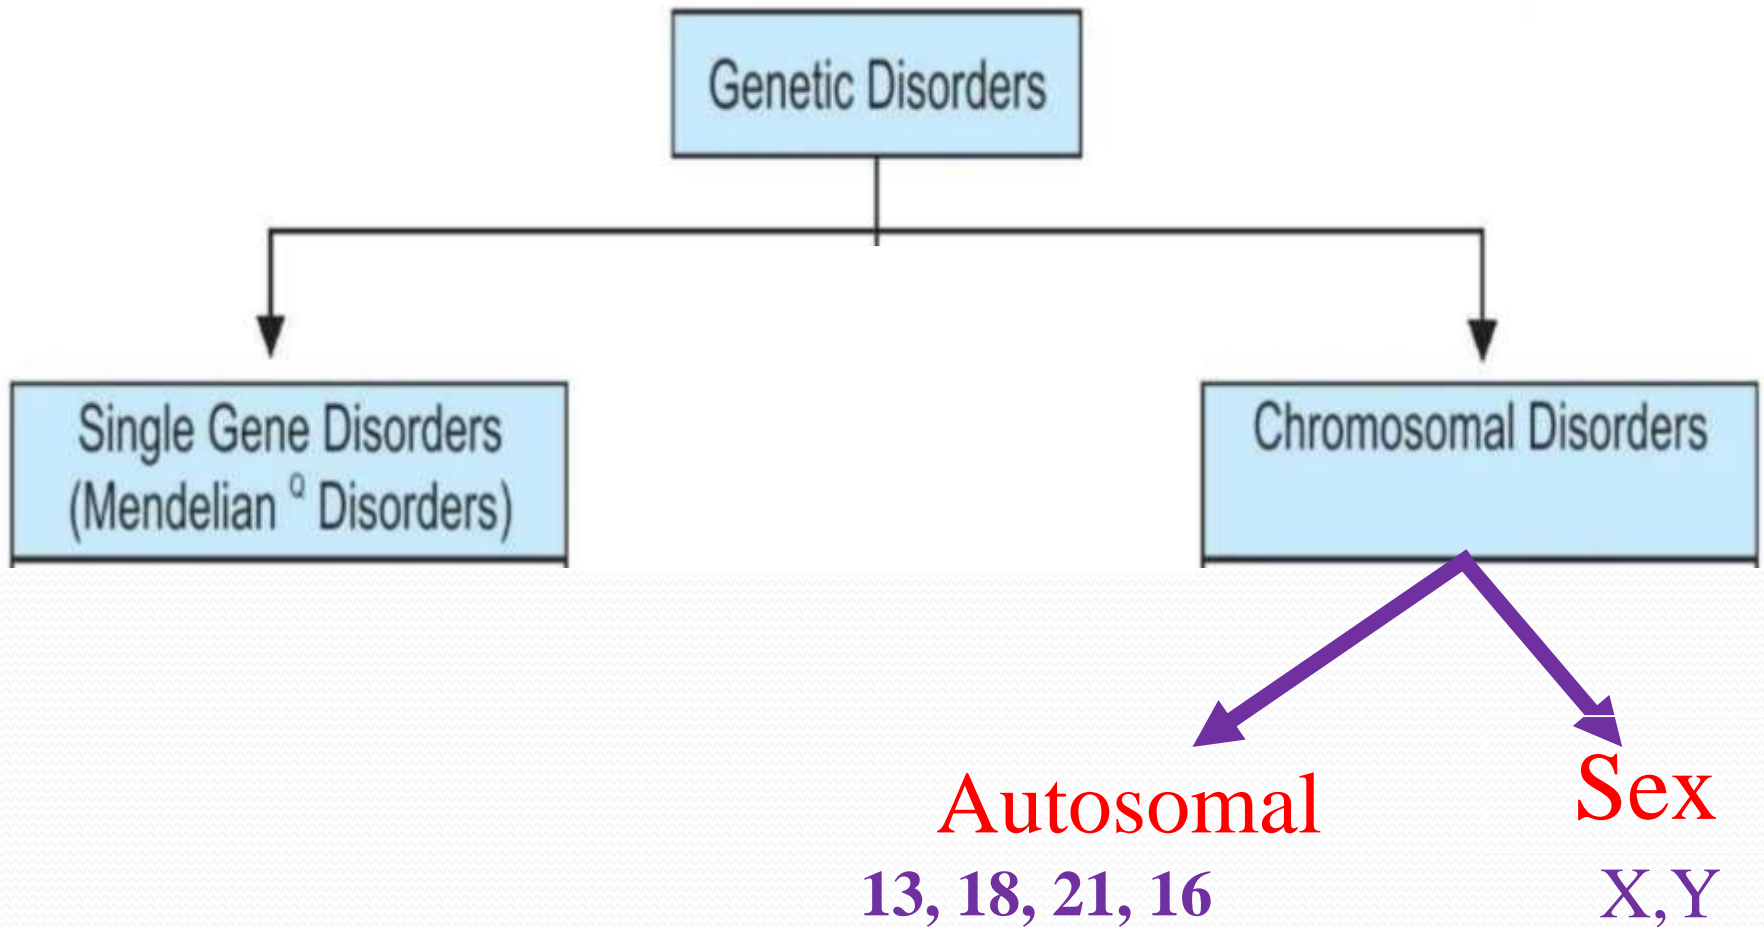 Genetic Disorders
Single Gene Disorders
(Mendelian Q Disorders)
Chromosomal Disorders
Autosomal
13, 18, 21, 16
Sex
X, Y